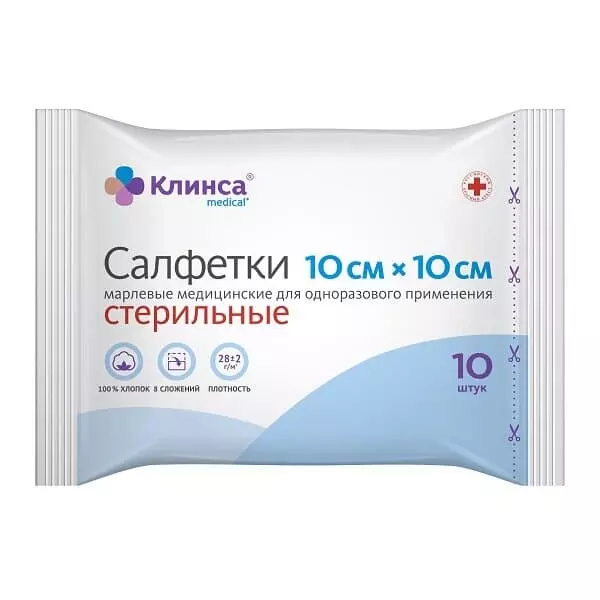 Клинса®
medical®
Салфетки 10 см × 10 см
марлевые медицинские для одноразового применения
стерильные
28±2
г/м²
100% ХЛОПОК 8 СЛОЖЕНИЙ ПЛОТНОСТЬ
10
штук